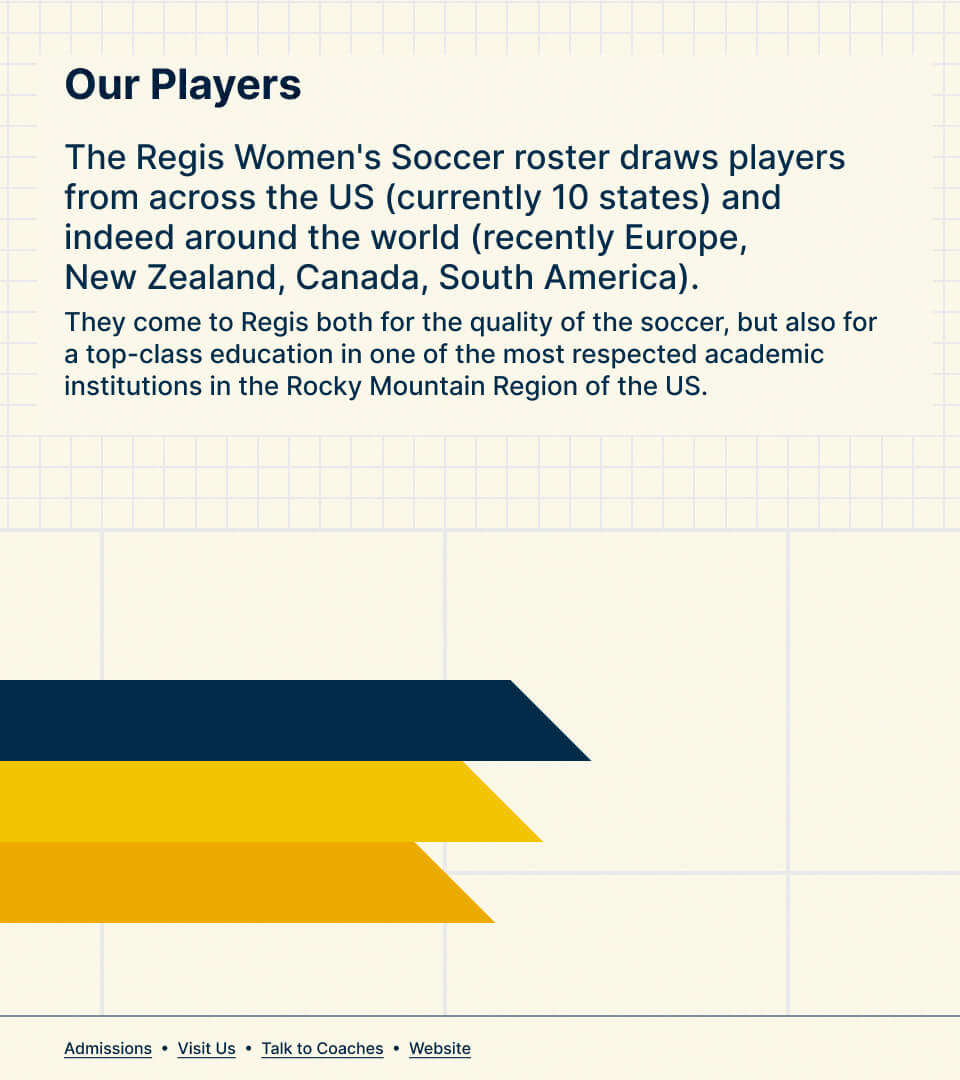 Our Players
The Regis Women's Soccer roster draws players
from across the US (currently 10 states) and
indeed around the world (recently Europe,
New Zealand, Canada, South America).
They come to Regis both for the quality of the soccer, but also for
a top-class education in one of the most respected academic
institutions in the Rocky Mountain Region of the US.
Admissions • Visit Us • Talk to Coaches • Website